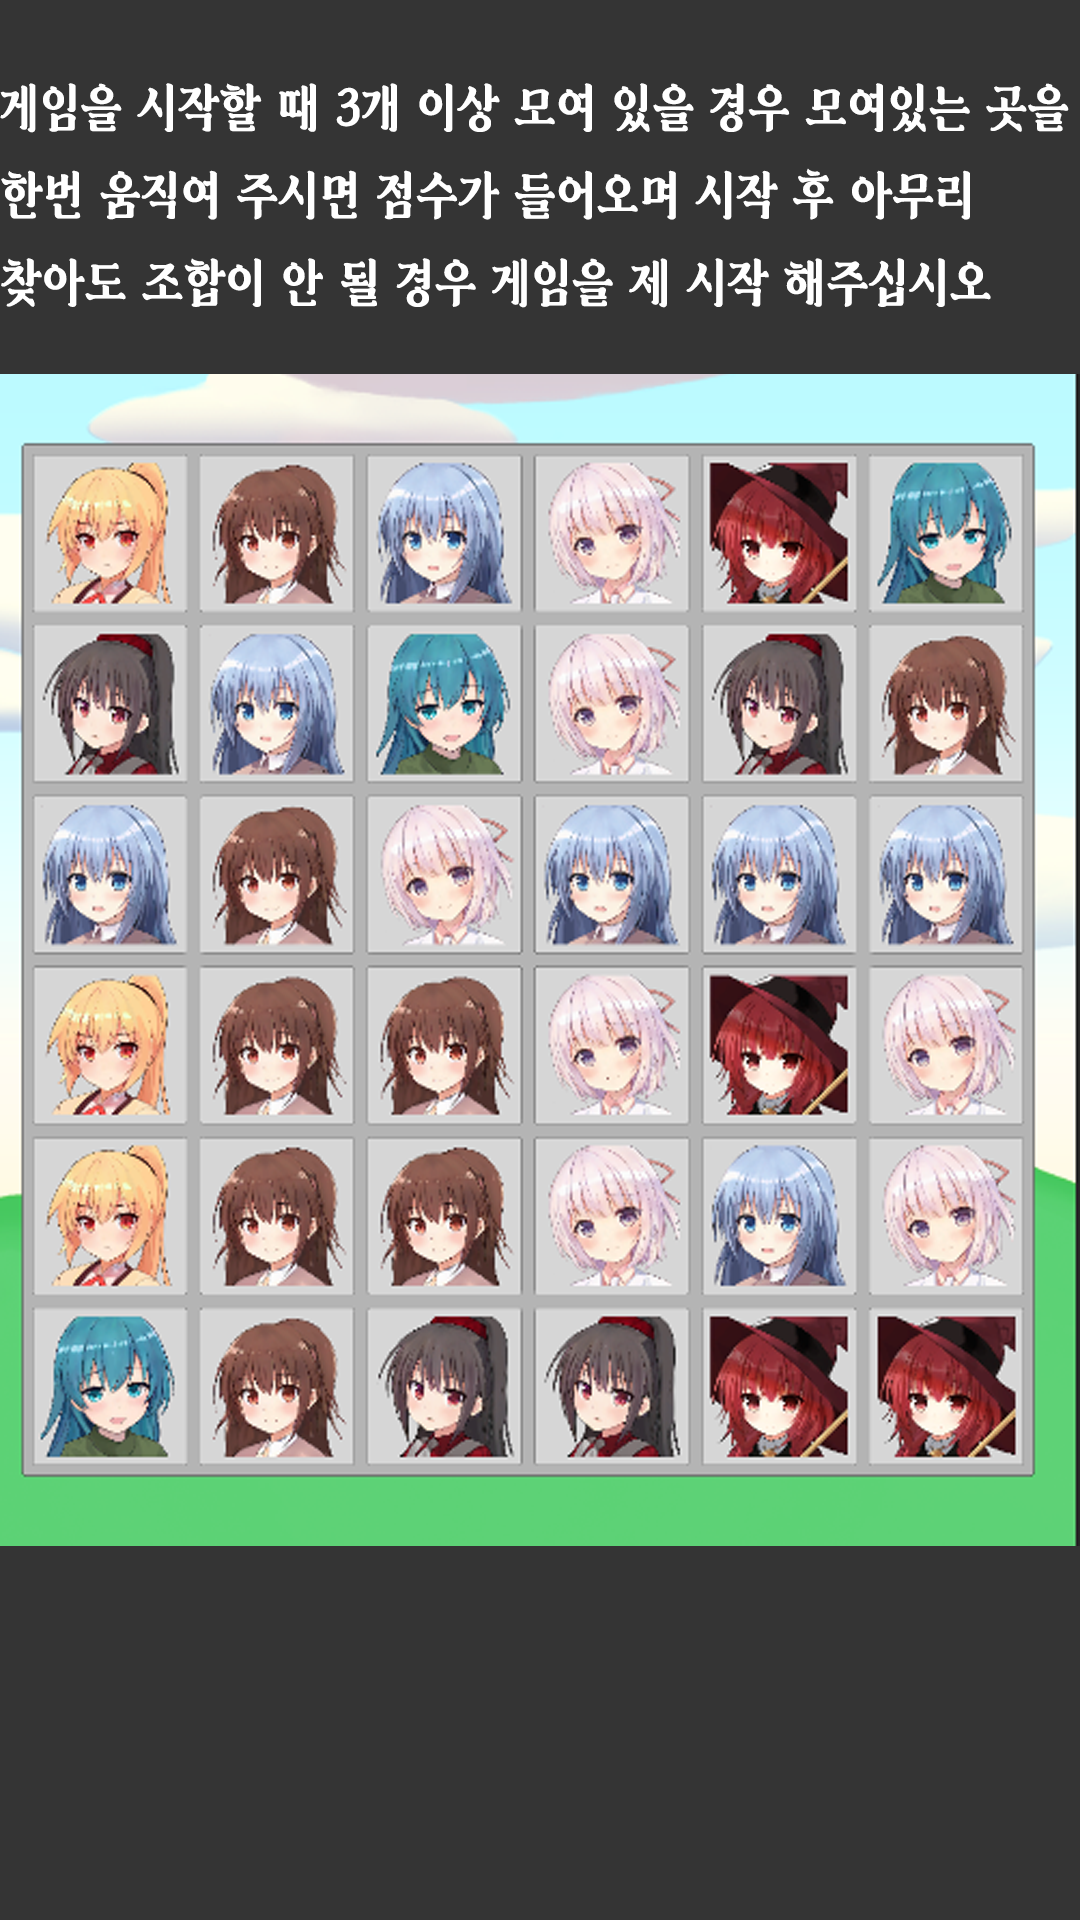 게임을 시작할 때 3개 이상 모여 있을 경우 모여있는 곳을
한번 움직여 주시면 점수가 들어오며 시작 후 아무리
찾아도 조합이 안 될 경우 게임을 제 시작 해주십시오